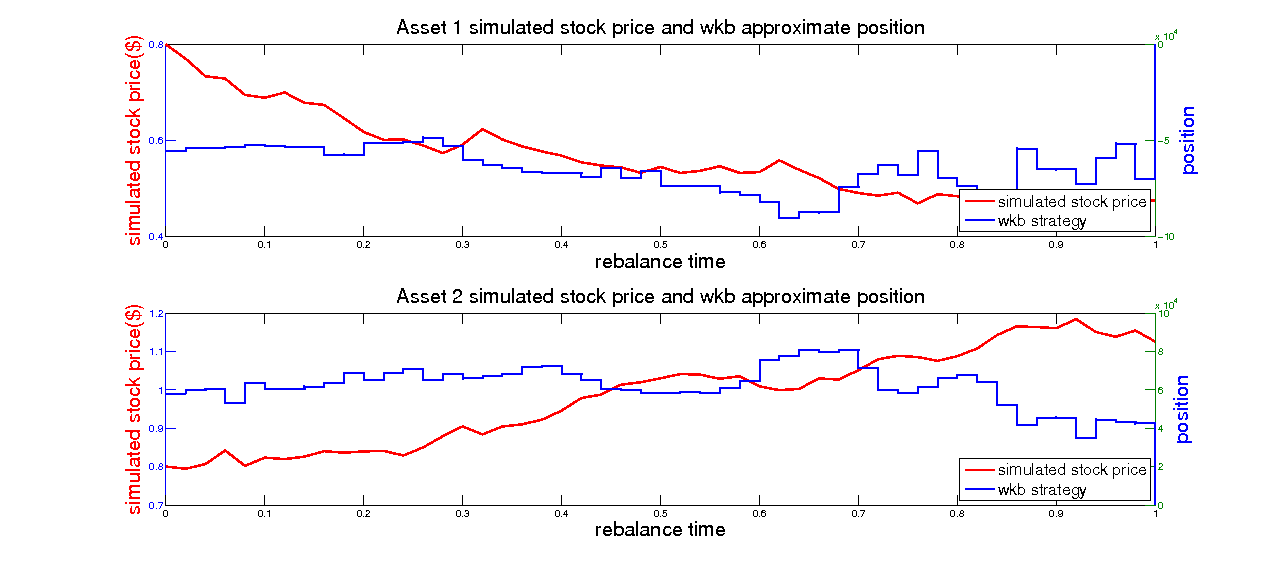 Asset 1 simulated stock price and wkb approximate position
x 10^4
simulated stock price($)
0.8
0.6
0.4
0
-5
-10
position
simulated stock price
wkb strategy
0 0.1 0.2 0.3 0.4 0.5 0.6 0.7 0.8 0.9 1
rebalance time
Asset 2 simulated stock price and wkb approximate position
x 10^4
simulated stock price($)
1.2
1.1
1
0.9
0.8
0.7
10
8
6
4
2
0
position
simulated stock price
wkb strategy
0 0.1 0.2 0.3 0.4 0.5 0.6 0.7 0.8 0.9 1
rebalance time